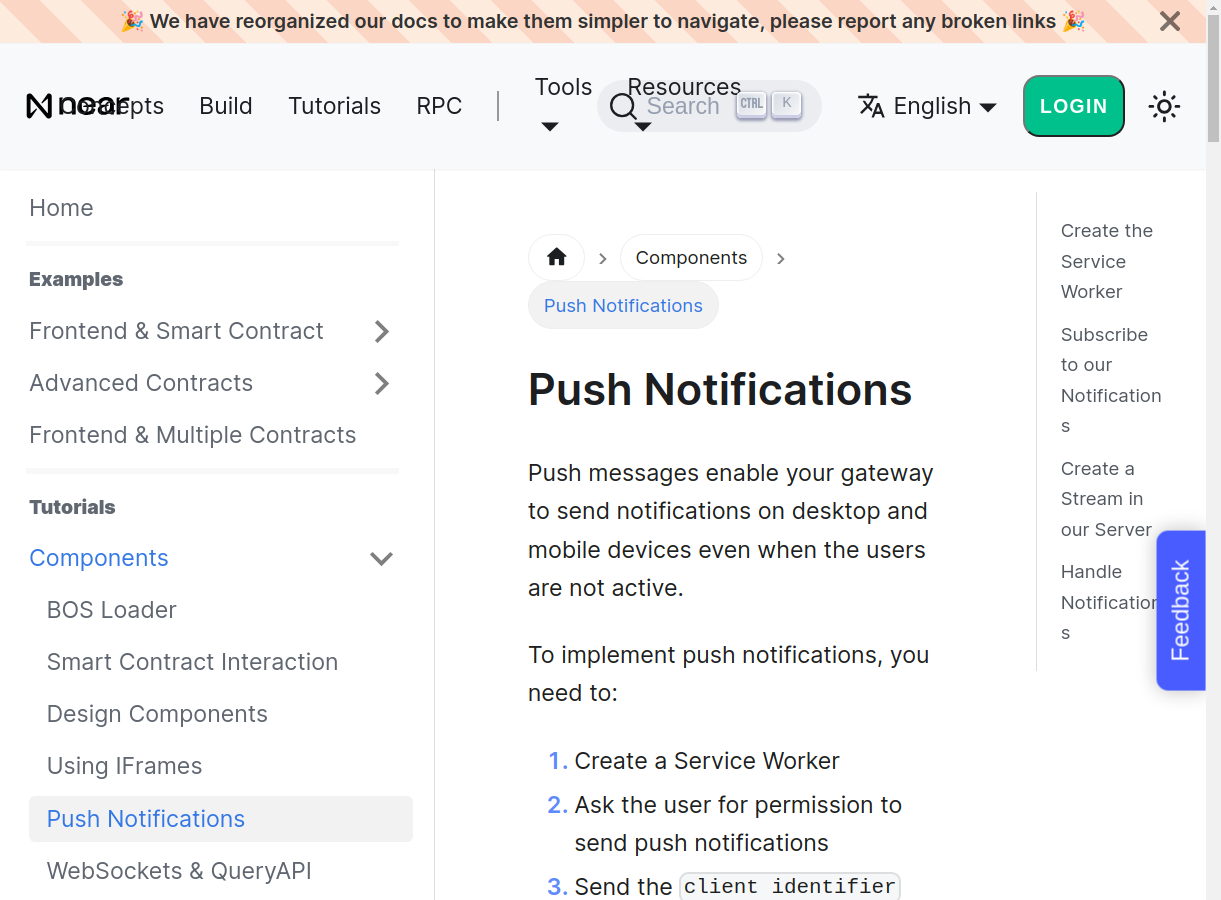 🎉 We have reorganized our docs to make them simpler to navigate, please report any broken links 🎉
near
Concepts
Build
Tutorials
RPC
Tools
Resources
Search
CTRL
K
English
LOGIN
Home
Examples
Frontend & Smart Contract
Advanced Contracts
Frontend & Multiple Contracts
Tutorials
Components
BOS Loader
Smart Contract Interaction
Design Components
Using IFrames
Push Notifications
WebSockets & QueryAPI
Components
Push Notifications
Push Notifications
Push messages enable your gateway
to send notifications on desktop and
mobile devices even when the users
are not active.
To implement push notifications, you
need to:
1. Create a Service Worker
2. Ask the user for permission to
send push notifications
3. Send the client identifier
Create the
Service
Worker
Subscribe
to our
Notification
s
Create a
Stream in
our Server
Handle
Notification
s
Feedback